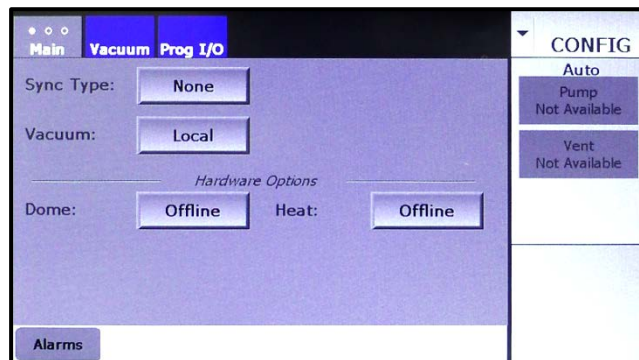 Main Vacuum Prog I/O
CONFIG
Auto
Pump
Not Available
Vent
Not Available
Sync Type: None
Vacuum: Local
Hardware Options
Dome: Offline Heat: Offline
Alarms